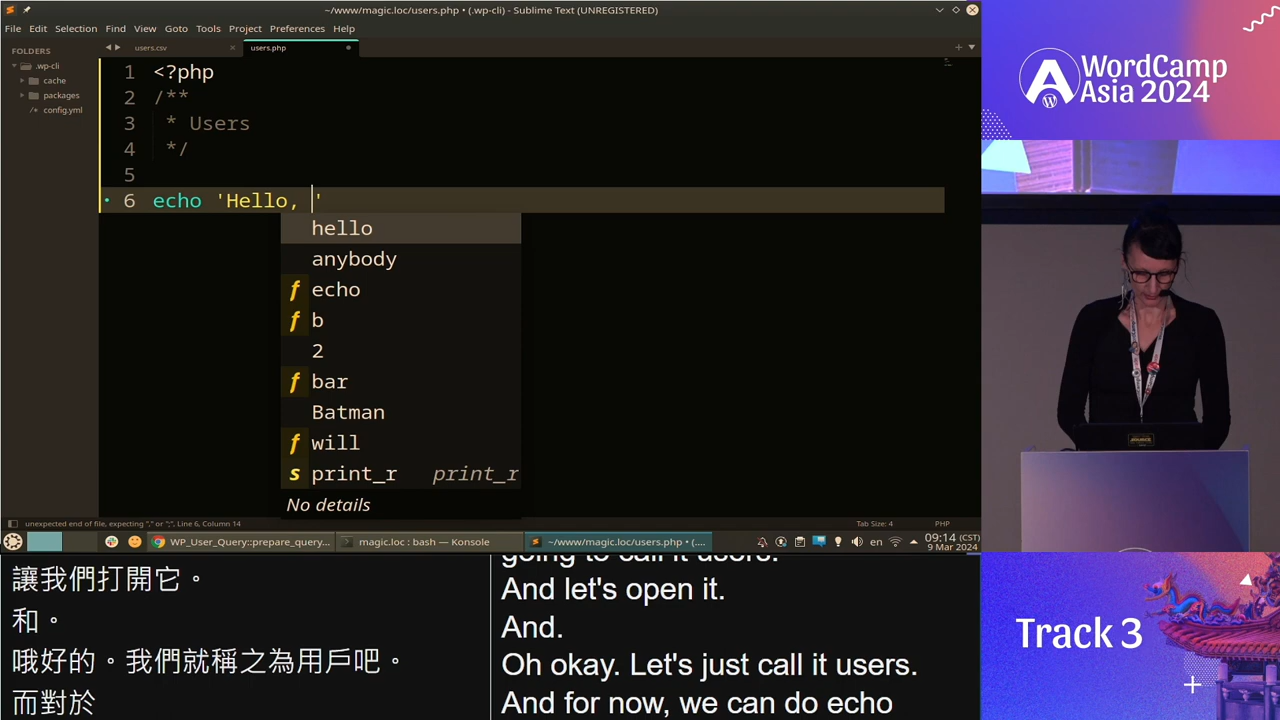 ~/www/magic.loc/users.php • (.wp-cli) - Sublime Text (UNREGISTERED)
File Edit Selection Find View Goto Tools Project Preferences Help
FOLDERS
.wp-cli
cache
packages
config.yml
users.csv
users.php
1 <?php
2 /**
3 * Users
4 */
5
6 echo 'Hello, '
hello
anybody
echo
b
2
bar
Batman
will
print_r print_r
No details
unexpected end of file, expecting "," or ";", Line 6, Column 14
Tab Size: 4
PHP
WP_User_Query::prepare_query...
magic.loc : bash — Konsole
~/www/magic.loc/users.php • (....
en
09:14 (CST)
9 Mar 2024
讓我們打開它。
和。
哦好的。我們就稱之為用戶吧。
而對於
going to call it users.
And let's open it.
And.
Oh okay. Let's just call it users.
And for now, we can do echo
WordCamp
Asia 2024
Track 3